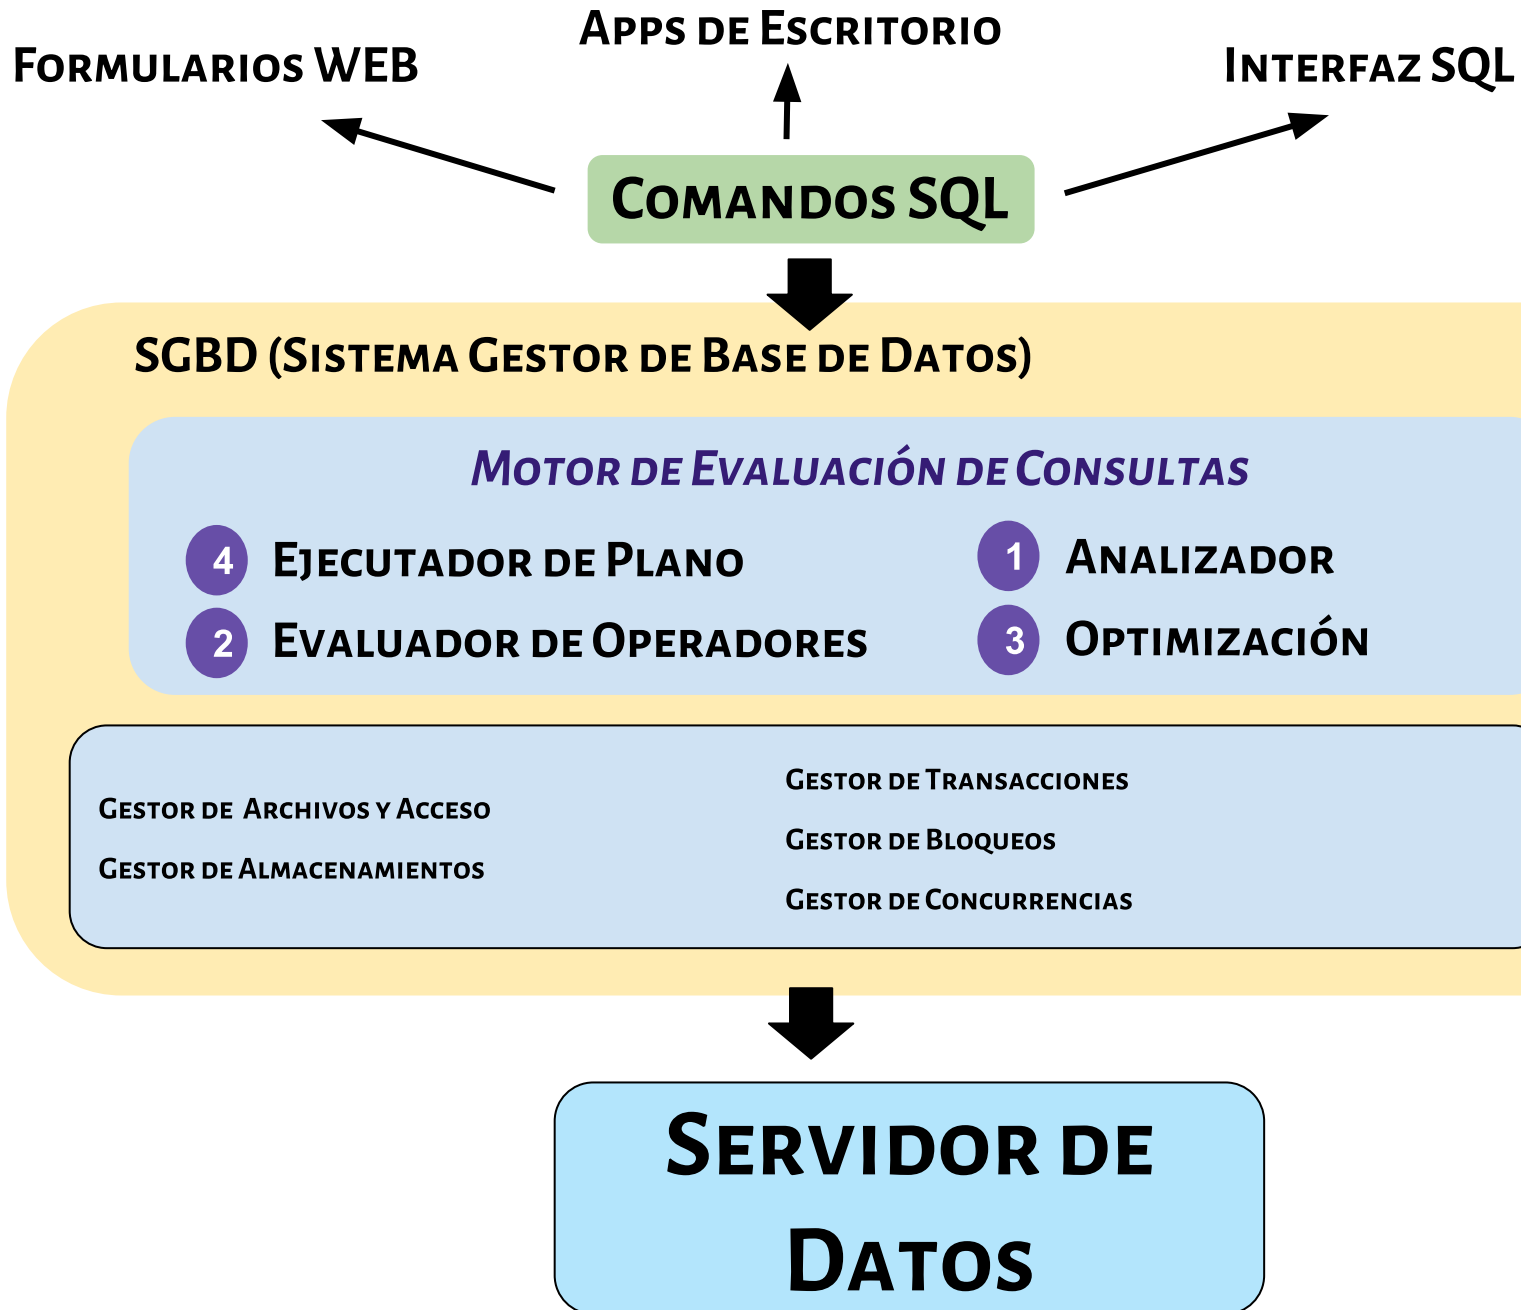 Formularios WEB
Apps de Escritorio
Interfaz SQL
Comandos SQL
SGBD (Sistema Gestor de Base de Datos)
Motor de Evaluación de Consultas
4 Ejecutador de Plano
1 Analizador
2 Evaluador de Operadores
3 Optimización
Gestor de Archivos y Acceso
Gestor de Almacenamientos
Gestor de Transacciones
Gestor de Bloqueos
Gestor de Concurrencias
Servidor de
Datos